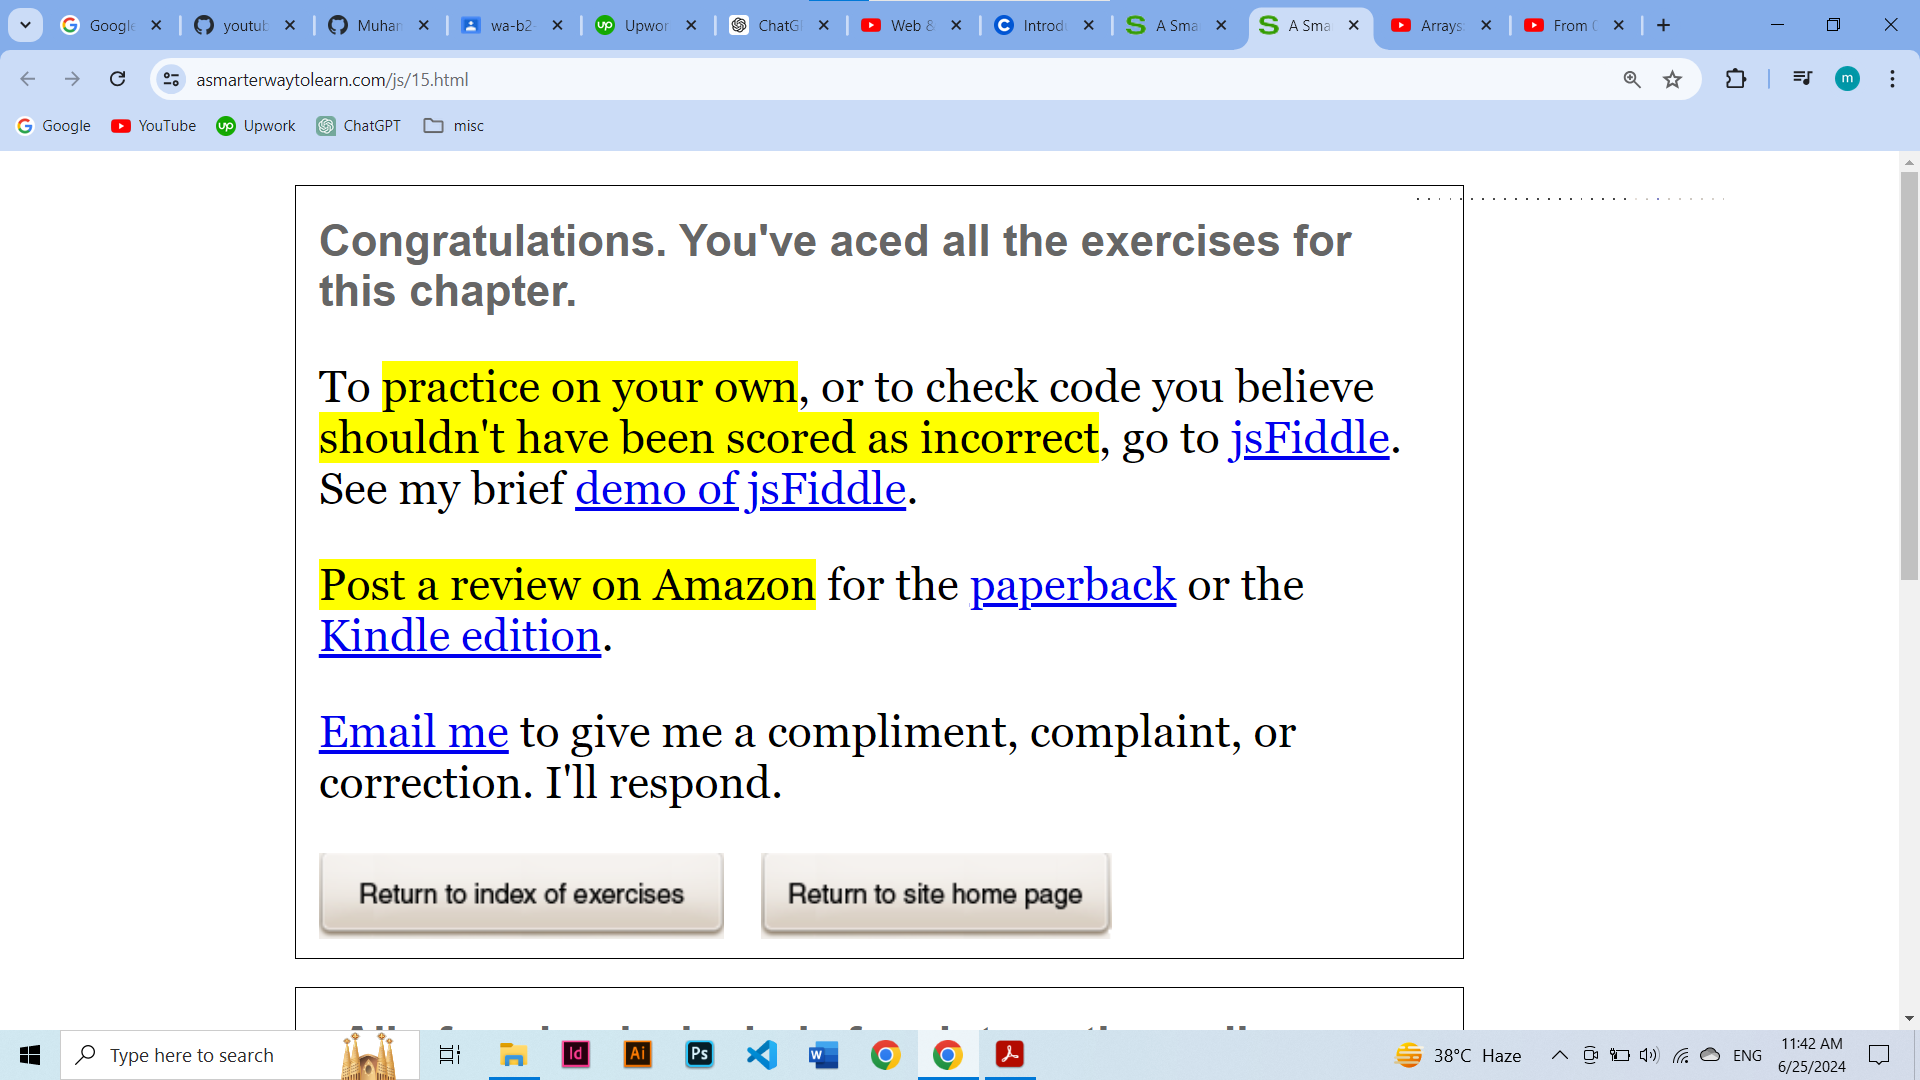 Google
youtub
Muhan
wa-b2-
Upwor
ChatG
Web &
Introd
A Sma
A Sma
Arrays
From
asmarterwaytolearn.com/js/15.html
m
Google
YouTube
up Upwork
ChatGPT
misc
Congratulations. You've aced all the exercises for
this chapter.
To practice on your own, or to check code you believe
shouldn't have been scored as incorrect, go to jsFiddle.
See my brief demo of jsFiddle.
Post a review on Amazon for the paperback or the
Kindle edition.
Email me to give me a compliment, complaint, or
correction. I'll respond.
Return to index of exercises
Return to site home page
Type here to search
Id
Ai
Ps
38°C Haze
ENG
11:42 AM
6/25/2024